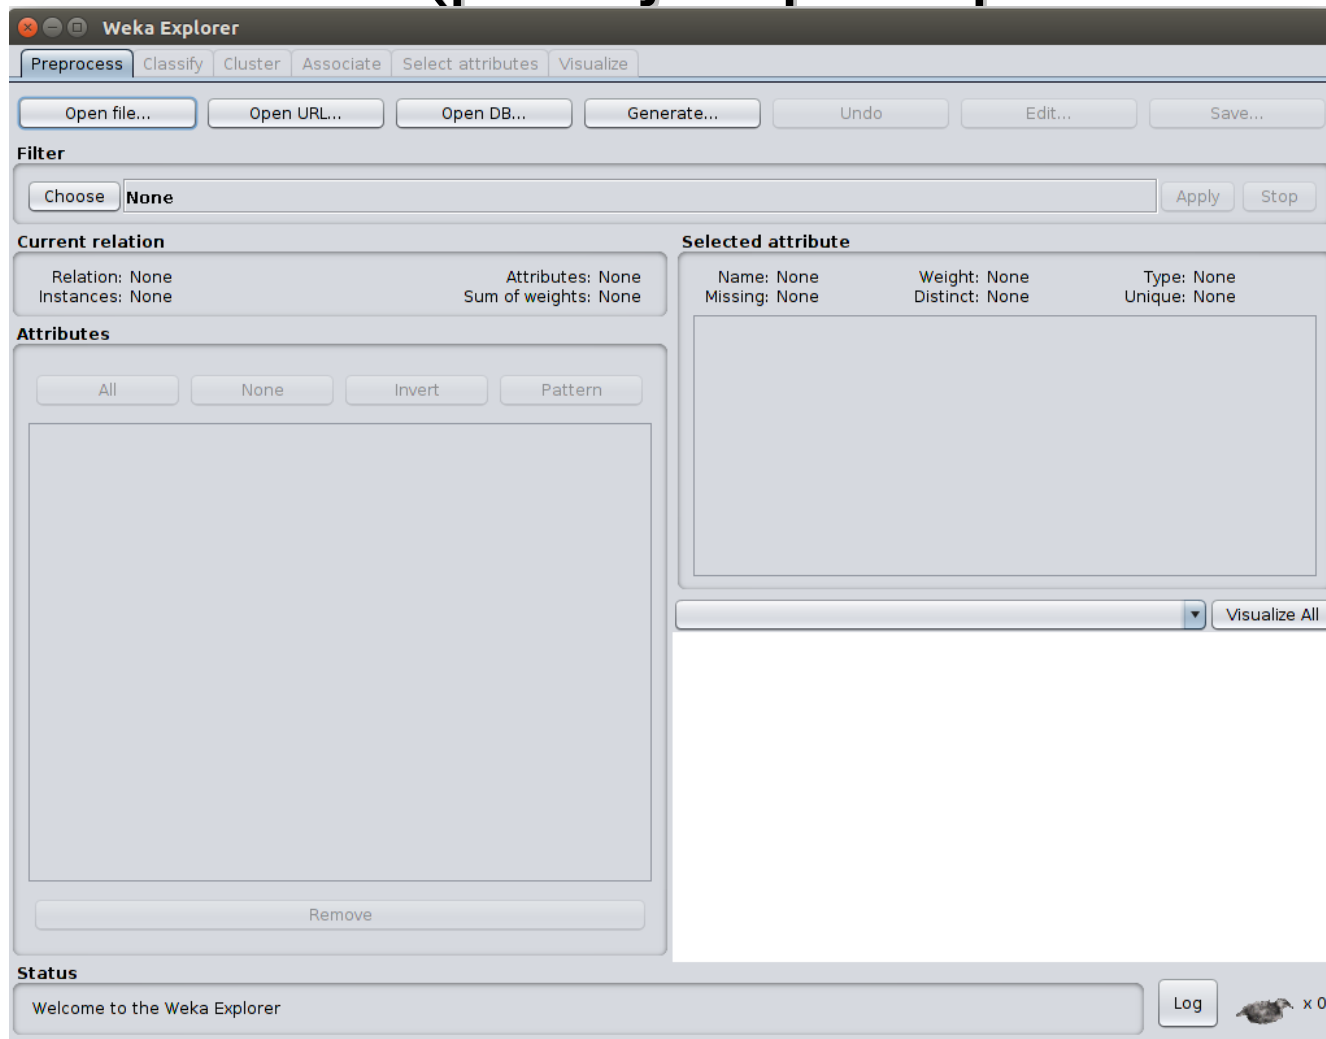 Weka Explorer
Preprocess Classify Cluster Associate Select attributes Visualize
Open file... Open URL... Open DB... Generate... Undo Edit... Save...
Filter
Choose None Apply Stop
Current relation
Relation: None Attributes: None
Instances: None Sum of weights: None
Selected attribute
Name: None Weight: None Type: None
Missing: None Distinct: None Unique: None
Attributes
All None Invert Pattern
Remove
Visualize All
Status
Welcome to the Weka Explorer
Log x 0